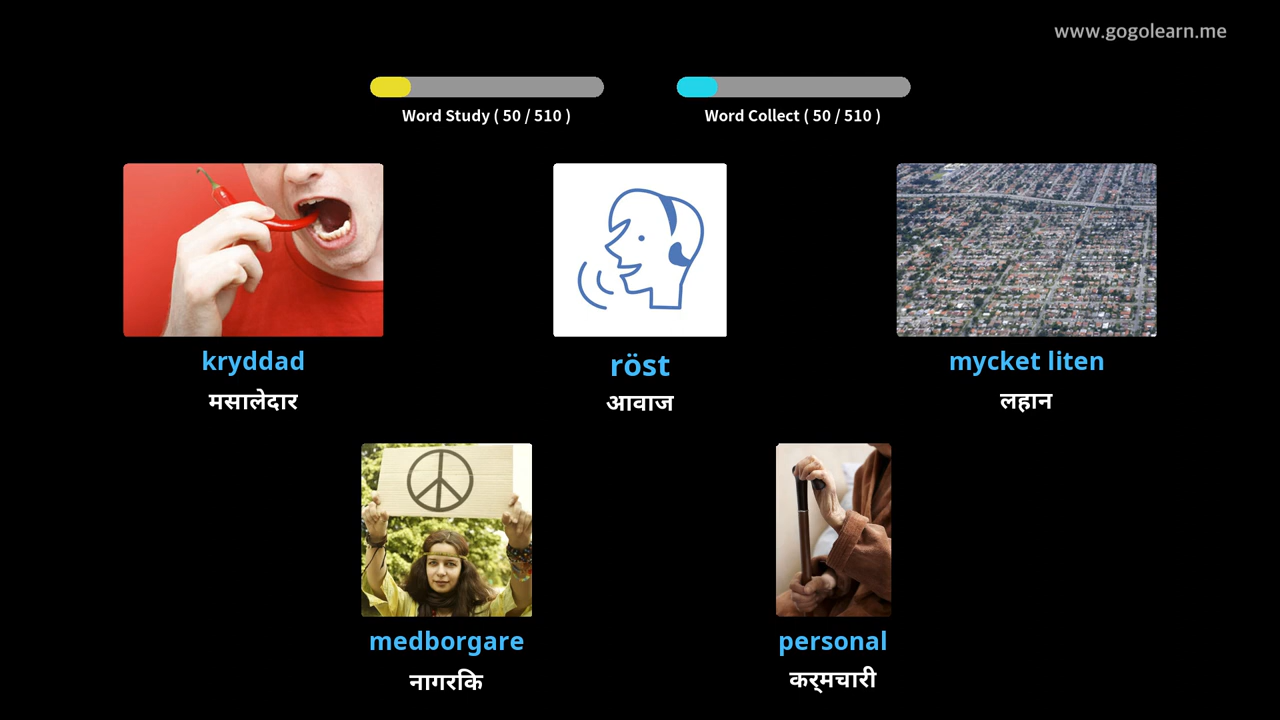 www.gogolearn.me
Word Study ( 50 / 510 )
Word Collect ( 50 / 510 )
kryddad
मसालेदार
röst
आवाज
mycket liten
लहान
medborgare
नागरिक
personal
कर्मचारी